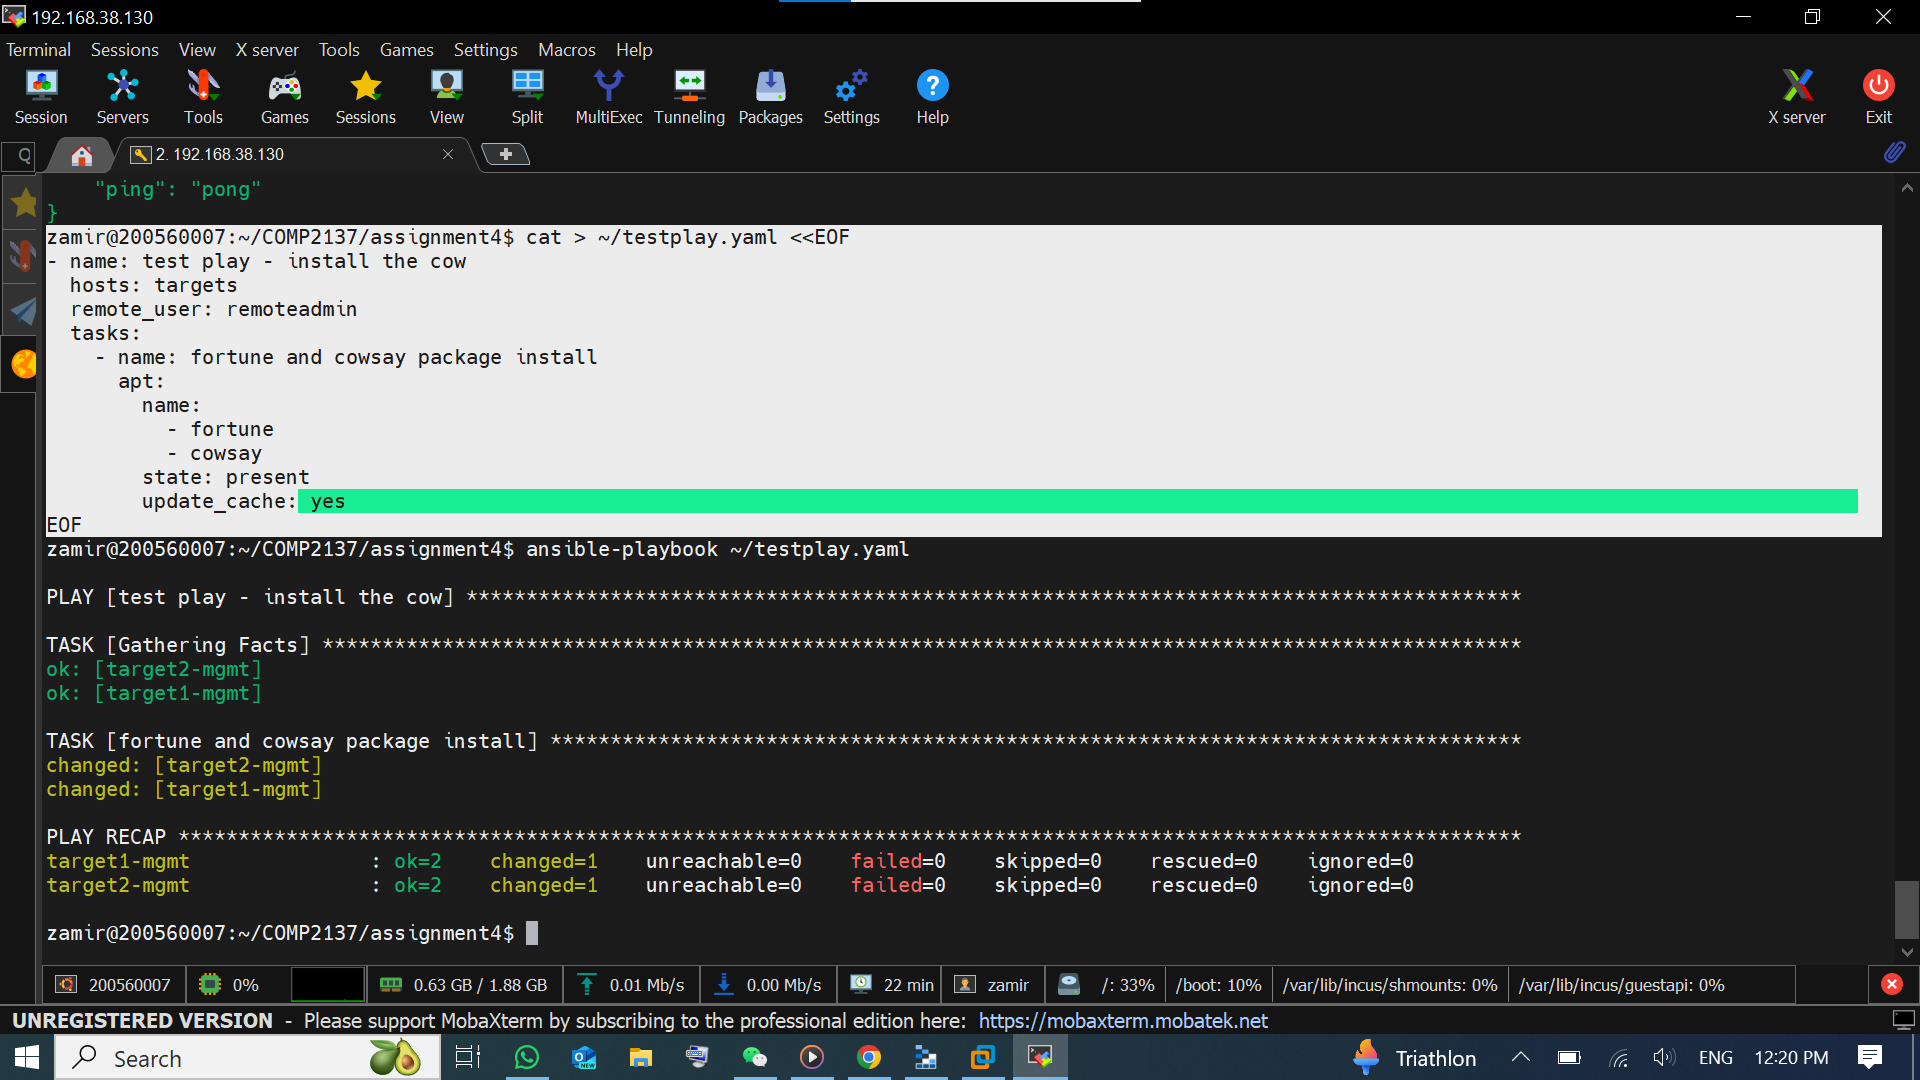 192.168.38.130
Terminal Sessions View X server Tools Games Settings Macros Help
Session Servers Tools Games Sessions View Split MultiExec Tunneling Packages Settings Help X server Exit
2. 192.168.38.130
    "ping": "pong"
}
zamir@200560007:~/COMP2137/assignment4$ cat > ~/testplay.yaml <<EOF
- name: test play - install the cow
  hosts: targets
  remote_user: remoteadmin
  tasks:
    - name: fortune and cowsay package install
      apt:
        name:
          - fortune
          - cowsay
        state: present
        update_cache: yes
EOF
zamir@200560007:~/COMP2137/assignment4$ ansible-playbook ~/testplay.yaml
PLAY [test play - install the cow] ****************************************************************************************
TASK [Gathering Facts] ****************************************************************************************************
ok: [target2-mgmt]
ok: [target1-mgmt]
TASK [fortune and cowsay package install] *********************************************************************************
changed: [target2-mgmt]
changed: [target1-mgmt]
PLAY RECAP ****************************************************************************************************************
target1-mgmt               : ok=2    changed=1    unreachable=0    failed=0    skipped=0    rescued=0    ignored=0
target2-mgmt               : ok=2    changed=1    unreachable=0    failed=0    skipped=0    rescued=0    ignored=0
zamir@200560007:~/COMP2137/assignment4$
200560007 0% 0.63 GB / 1.88 GB 0.01 Mb/s 0.00 Mb/s 22 min zamir /: 33% /boot: 10% /var/lib/incus/shmounts: 0% /var/lib/incus/guestapi: 0%
UNREGISTERED VERSION - Please support MobaXterm by subscribing to the professional edition here: https://mobaxterm.mobatek.net
Search Triathlon ENG 12:20 PM